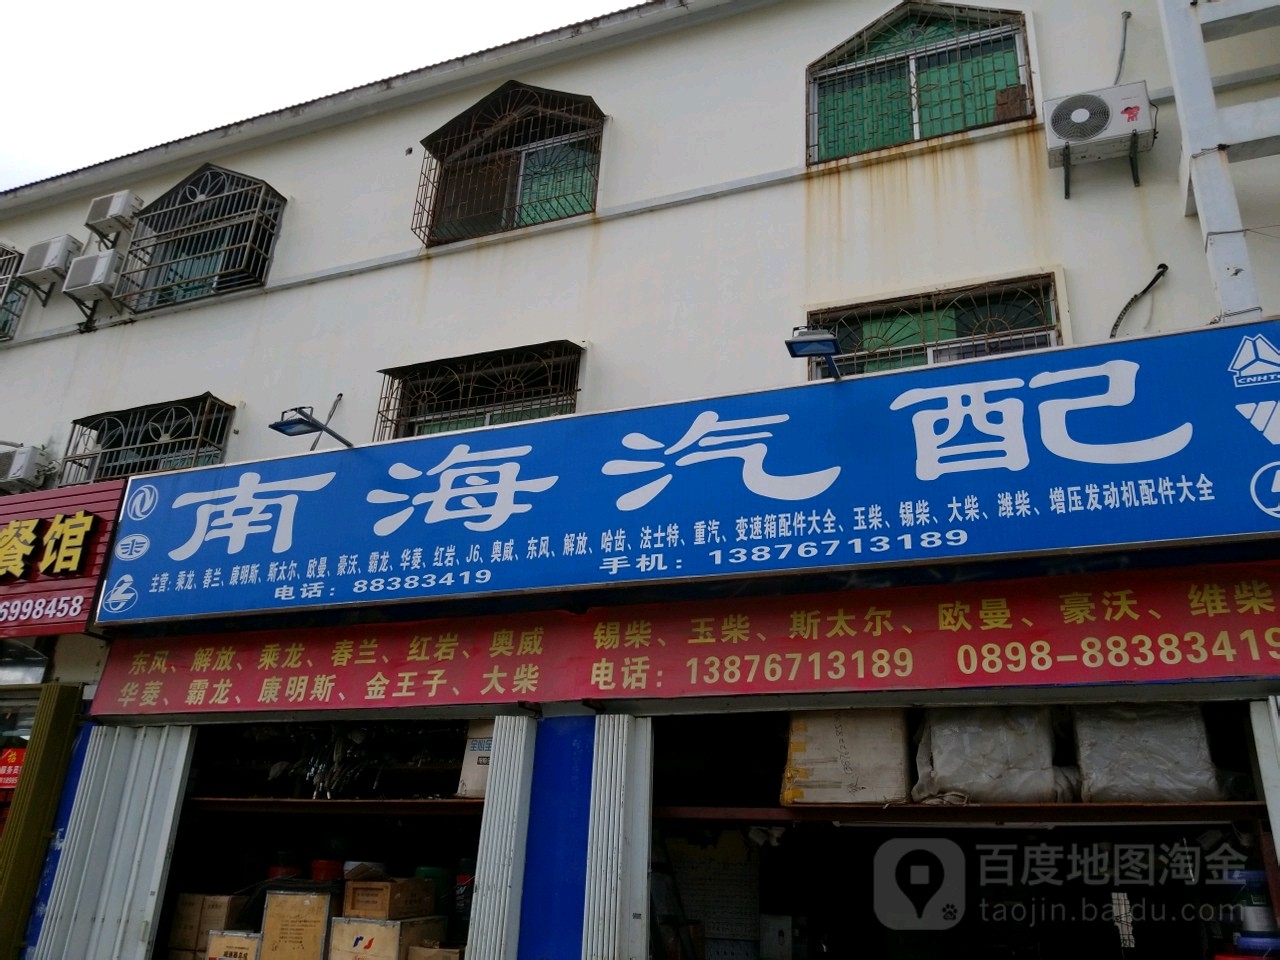 南海汽配
主营:乘龙、春兰、康明斯、斯太尔、欧曼、豪沃、霸龙、华菱、红岩、J6、奥威、东风、解放、哈齿、法士特、重汽、变速箱配件大全、玉柴、锡柴、大柴、潍柴、增压发动机配件大全
电话:88383419 手机:13876713189
CNHTC
餐馆
6998458
东风、解放、乘龙、春兰、红岩、奥威 锡柴、玉柴、斯太尔、欧曼、豪沃、维柴
华菱、霸龙、康明斯、金王子、大柴 电话:13876713189 0898-88383419
百度地图淘金
taojin.baidu.com